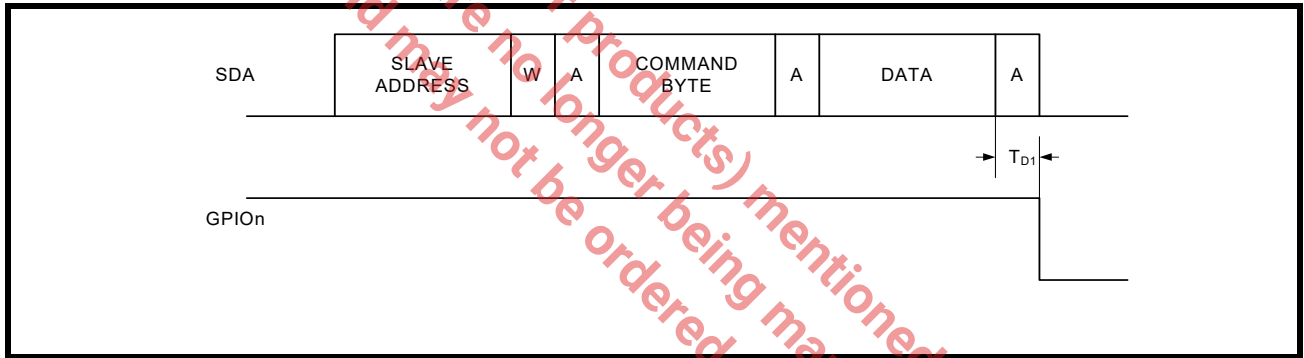 SDA
SLAVE
ADDRESS
W
A
COMMAND
BYTE
A
DATA
A
TD1
GPIOn
r products) mentioned
re no longer being ma
nd may not be ordered